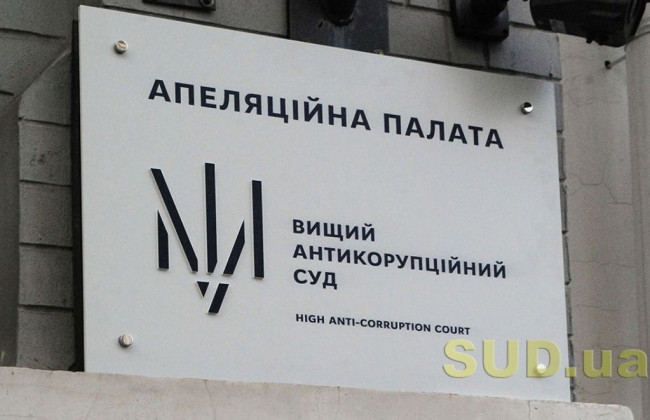 АПЕЛЯЦІЙНА ПАЛАТА
ВИЩИЙ
АНТИКОРУПЦІЙНИЙ
СУД
HIGH ANTI-CORRUPTION COURT
SUD.ua